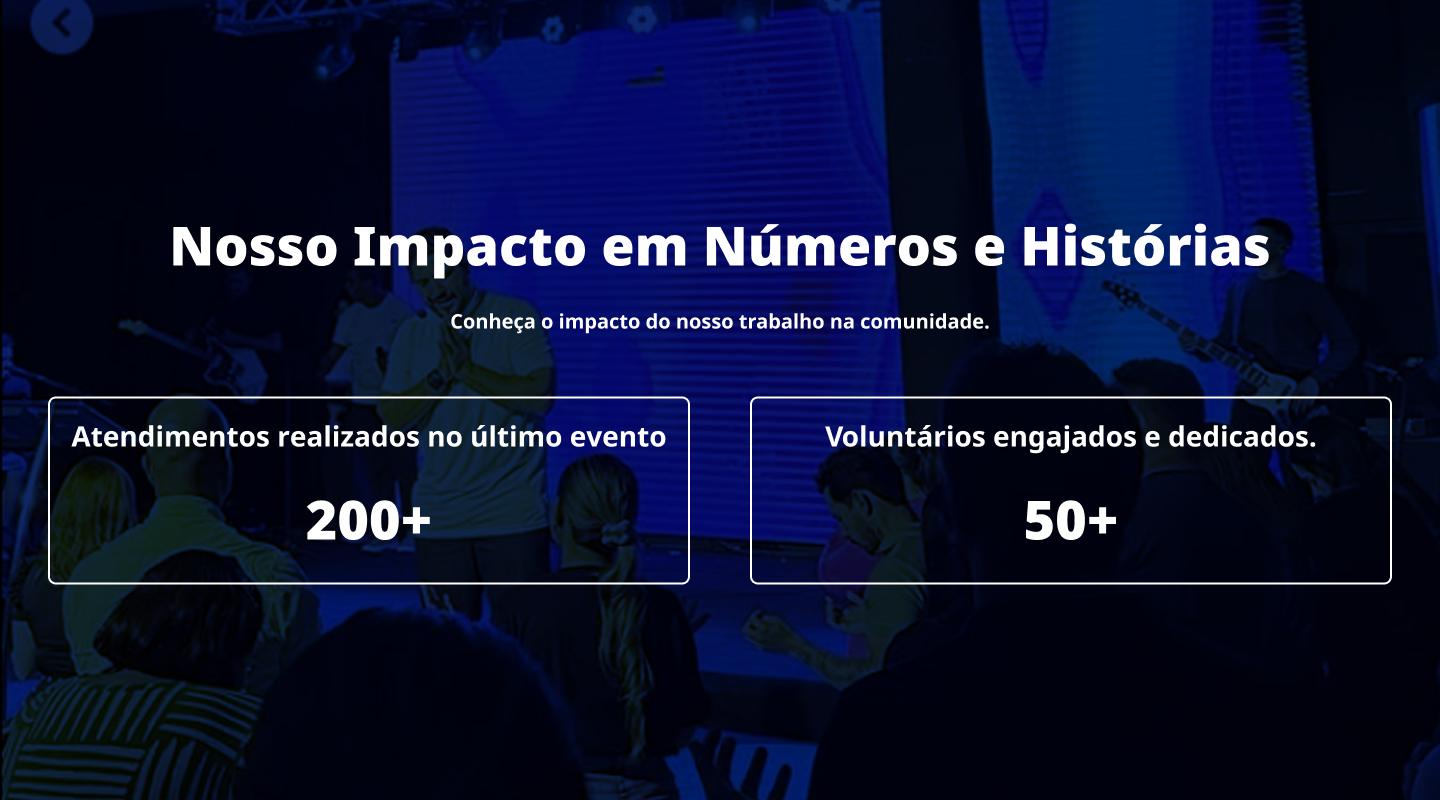 Nosso Impacto em Números e Histórias
Conheça o impacto do nosso trabalho na comunidade.
Atendimentos realizados no último evento
200+
Voluntários engajados e dedicados.
50+